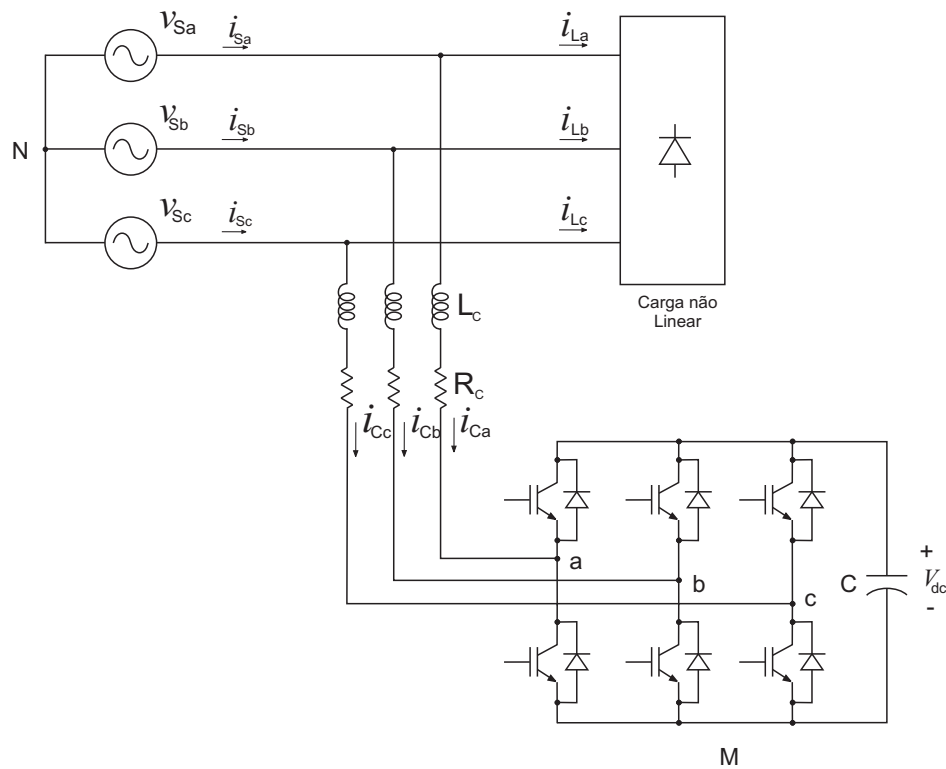 vSa
iSa
iLa
vSb
iSb
iLb
N
vSc
iSc
iLc
Carga não
Linear
LC
RC
iCc
iCb
iCa
a
b
c
C
+
Vdc
-
M